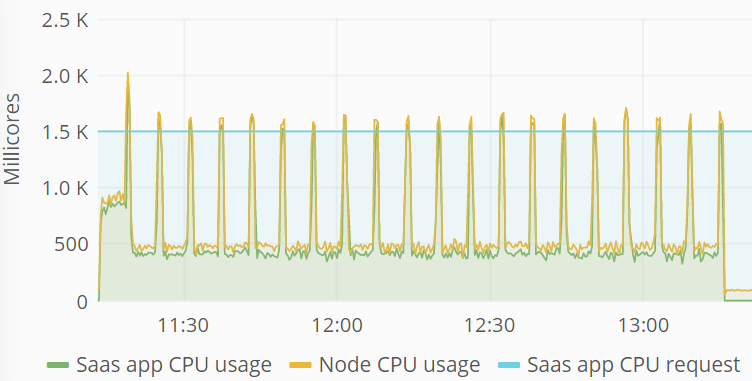 2.5 K
2.0 K
1.5 K
1.0 K
500
0
Millicores
11:30 12:00 12:30 13:00
Saas app CPU usage Node CPU usage Saas app CPU request